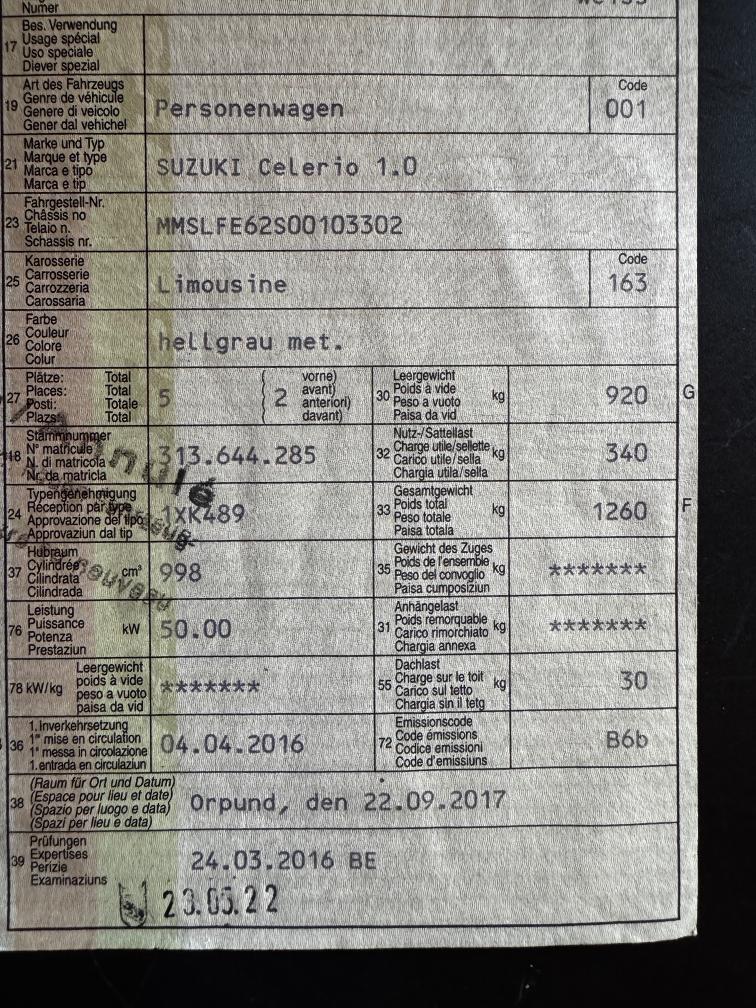 Numer
17 Bes. Verwendung
Usage spécial
Uso speciale
Diever spezial
19 Art des Fahrzeugs
Genre de véhicule
Genere di veicolo
Gener dal vehichel
Personenwagen
Code
001
21 Marke und Typ
Marque et type
Marca e tipo
Marca e tip
SUZUKI Celerio 1.0
23 Fahrgestell-Nr.
Châssis no
Telaio n.
Schassis nr.
MMSLFE62S00103302
25 Karosserie
Carrosserie
Carrozzeria
Carossaria
Limousine
Code
163
26 Farbe
Couleur
Colore
Colur
hellgrau met.
27 Plätze: Total
Places: Total
Posti: Totale
Plazs: Total
5
2
vorne)
avant)
anteriori)
davant)
30 Leergewicht
Poids à vide
Peso a vuoto
Paisa da vid
kg
920
G
18 Stammnummer
N° matricule
N. di matricola
Nr. da matricla
313.644.285
32 Nutz-/Sattellast
Charge utile/sellette
Carico utile/sella
Chargia utila/sella
kg
340
Annulé
24 Typengenehmigung
Réception par type
Approvazione del tipo
Approvaziun dal tip
1XK489
33 Gesamtgewicht
Poids total
Peso totale
Paisa totala
kg
1260
F
37 Hubraum
Cylindrée
Cilindrata
Cilindrada
cm³
998
35 Gewicht des Zuges
Poids de l'ensemble
Peso del convoglio
Paisa cumposiziun
kg
*******
76 Leistung
Puissance
Potenza
Prestaziun
kW
50.00
31 Anhängelast
Poids remorquable
Carico rimorchiato
Chargia annexa
kg
*******
78 kW/kg
Leergewicht
poids à vide
peso a vuoto
paisa da vid
*******
55 Dachlast
Charge sur le toit
Carico sul tetto
Chargia sin il tetg
kg
30
36 1. Inverkehrsetzung
1re mise en circulation
1a messa in circolazione
1. entrada en circulaziun
04.04.2016
72 Emissionscode
Code émissions
Codice emissioni
Code d'emissiuns
B6b
38 (Raum für Ort und Datum)
(Espace pour lieu et date)
(Spazio per luogo e data)
(Spazi per lieu e data)
Orpund, den 22.09.2017
39 Prüfungen
Expertises
Perizie
Examinaziuns
24.03.2016 BE
23.05.22